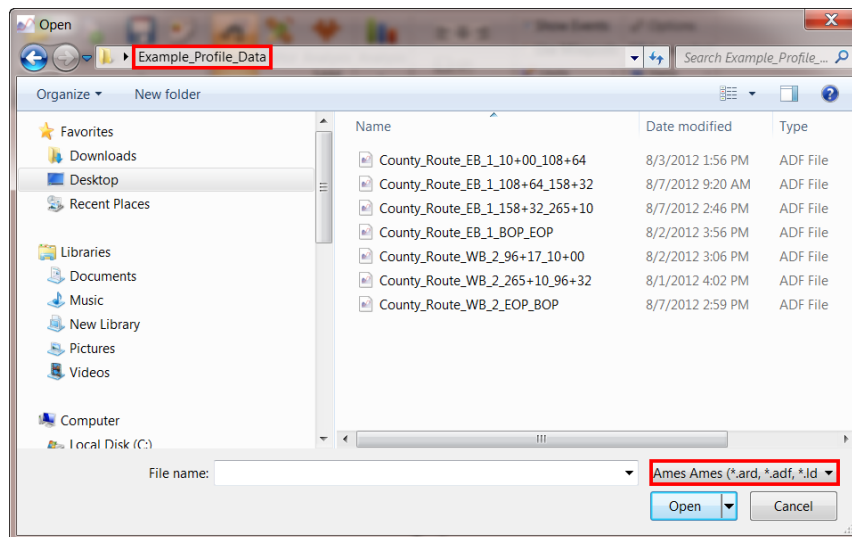 Open
Show Events
Options
Example_Profile_Data
Search Example_Profile_...
Organize
New folder
Favorites
Downloads
Desktop
Recent Places
Libraries
Documents
Music
New Library
Pictures
Videos
Computer
Local Disk (C:)
Name Date modified Type
County_Route_EB_1_10+00_108+64 8/3/2012 1:56 PM ADF File
County_Route_EB_1_108+64_158+32 8/7/2012 9:20 AM ADF File
County_Route_EB_1_158+32_265+10 8/7/2012 2:46 PM ADF File
County_Route_EB_1_BOP_EOP 8/2/2012 3:56 PM ADF File
County_Route_WB_2_96+17_10+00 8/2/2012 3:06 PM ADF File
County_Route_WB_2_265+10_96+32 8/1/2012 4:02 PM ADF File
County_Route_WB_2_EOP_BOP 8/7/2012 2:59 PM ADF File
File name:
Ames Ames (*.ard, *.adf, *.ld
Open
Cancel